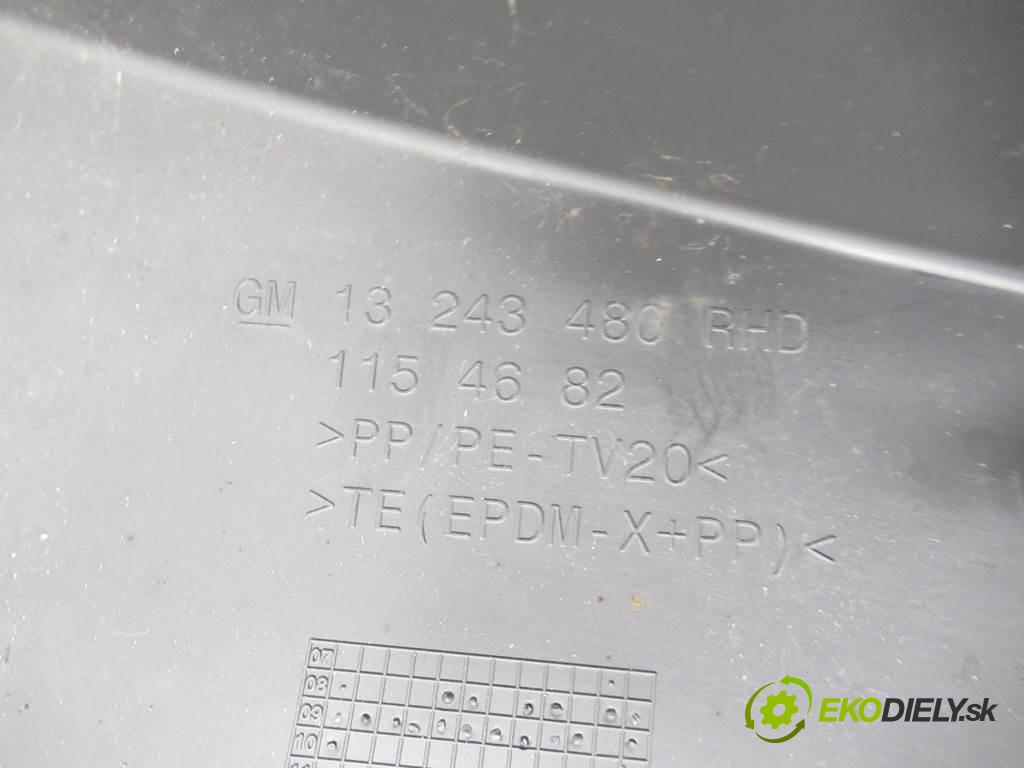 GM 13 243 480 RHD
115 46 82
>PP/PE-TV20<
>TE(EPDM-X+PP)<
07
08
09
10
EKODIELY.sk